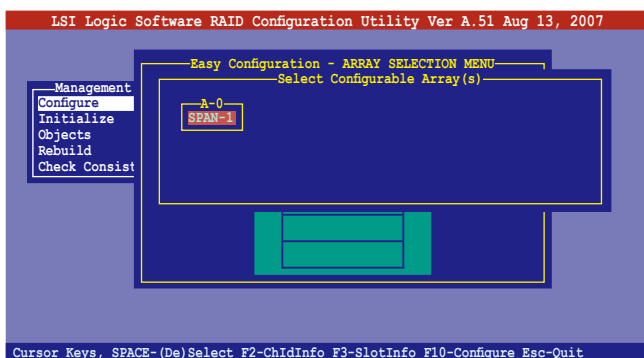 LSI Logic Software RAID Configuration Utility Ver A.51 Aug 13, 2007
Easy Configuration - ARRAY SELECTION MENU
Select Configurable Array(s)
Management
A-0
Configure
SPAN-1
Initialize
Objects
Rebuild
Check Consist
Cursor Keys, SPACE-(De)Select F2-ChIdInfo F3-SlotInfo F10-Configure Esc-Quit